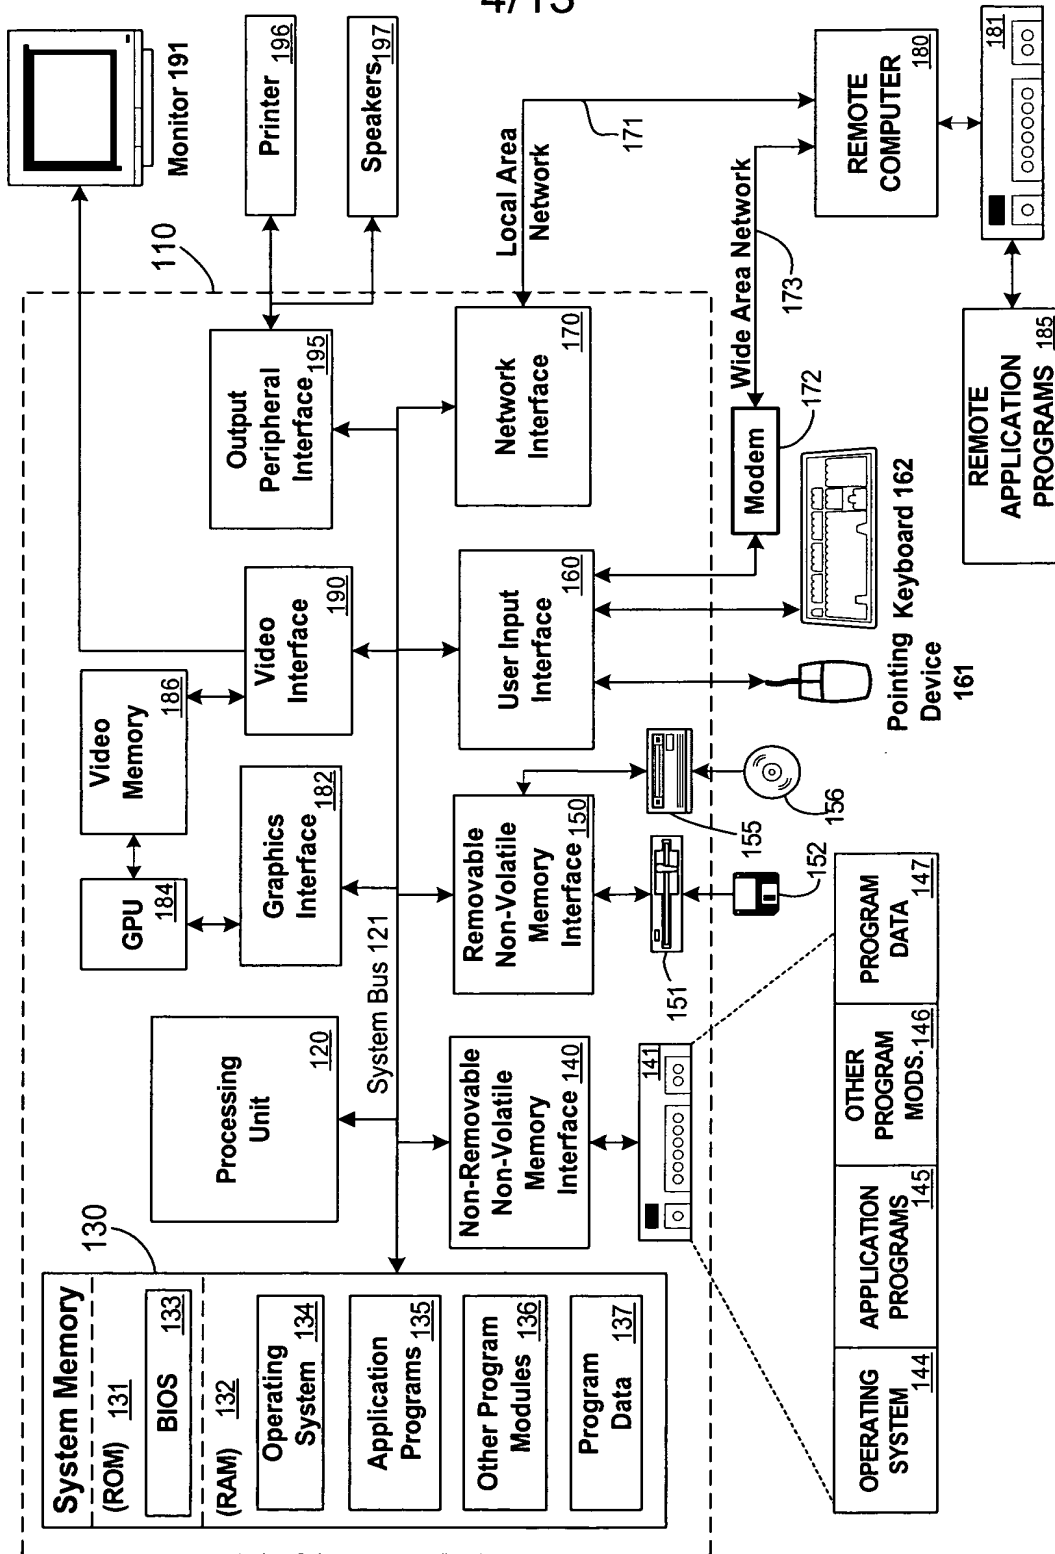 4/13
System Memory
(ROM) 131
BIOS 133
(RAM) 132
Operating
System 134
Application
Programs 135
Other Program
Modules 136
Program
Data 137
130
Processing
Unit
120
System Bus 121
GPU
184
Video
Memory 186
Graphics
Interface 182
Video
Interface 190
Output
Peripheral
Interface 195
110
Monitor 191
Printer 196
Speakers 197
Non-Removable
Non-Volatile
Memory
Interface 140
Removable
Non-Volatile
Memory
Interface 150
User Input
Interface 160
Network
Interface 170
Local Area
Network
171
Wide Area Network
173
Modem
172
141
151
152
155
156
Pointing
Device
161
Keyboard 162
REMOTE
COMPUTER
180
181
REMOTE
APPLICATION
PROGRAMS 185
OPERATING
SYSTEM 144
APPLICATION
PROGRAMS 145
OTHER
PROGRAM
MODS. 146
PROGRAM
DATA 147